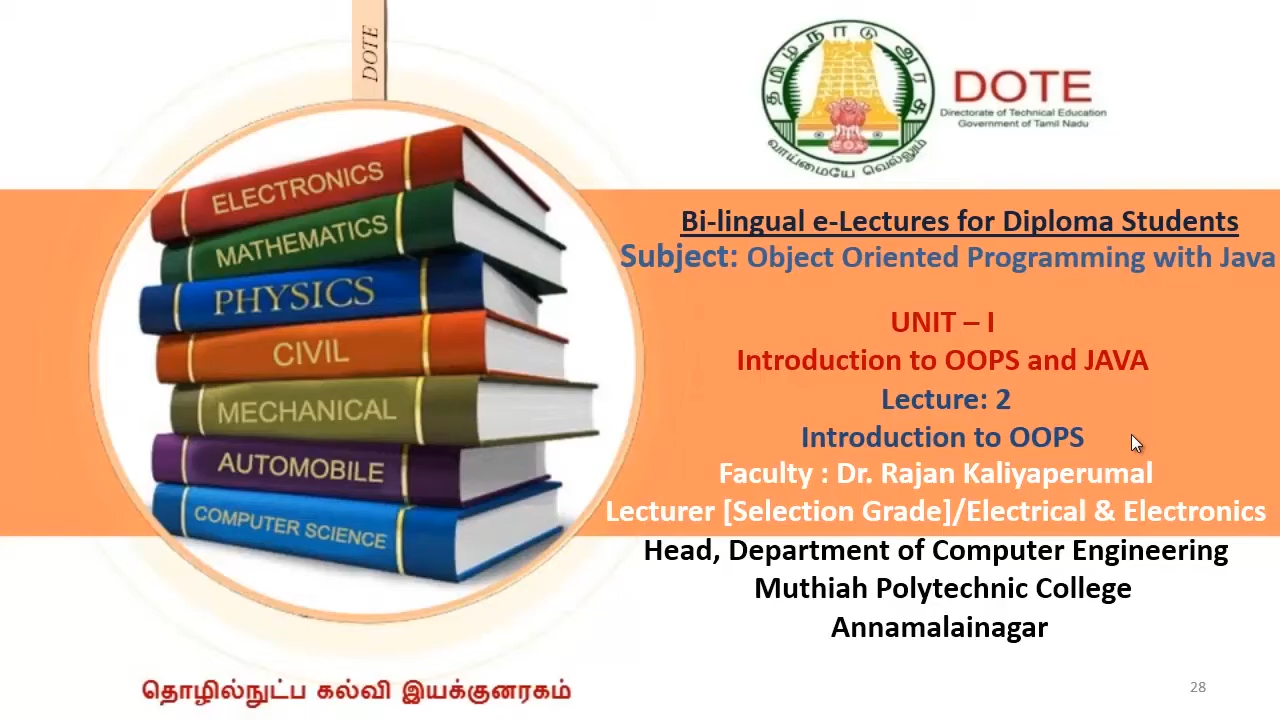 DOTE
தமிழ்நாடு அரசு
வாய்மையே வெல்லும்
DOTE
Directorate of Technical Education
Government of Tamil Nadu
ELECTRONICS
MATHEMATICS
PHYSICS
CIVIL
MECHANICAL
AUTOMOBILE
COMPUTER SCIENCE
Bi-lingual e-Lectures for Diploma Students
Subject: Object Oriented Programming with Java
UNIT – I
Introduction to OOPS and JAVA
Lecture: 2
Introduction to OOPS
Faculty : Dr. Rajan Kaliyaperumal
Lecturer [Selection Grade]/Electrical & Electronics
Head, Department of Computer Engineering
Muthiah Polytechnic College
Annamalainagar
தொழில்நுட்ப கல்வி இயக்குனரகம்
28